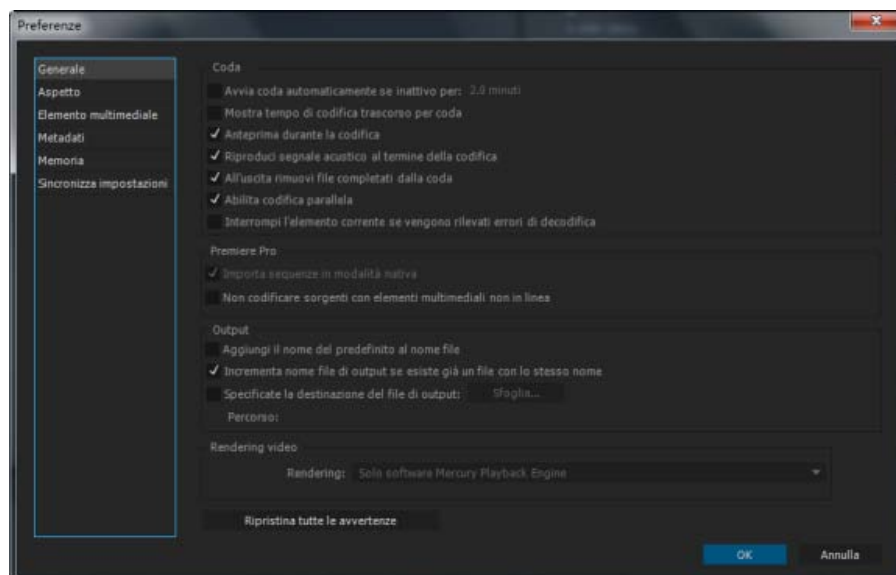 Preferenze
Generale
Aspetto
Elemento multimediale
Metadati
Memoria
Sincronizza impostazioni
Coda
Avvia coda automaticamente se inattivo per: 2.0 minuti
Mostra tempo di codifica trascorso per coda
Anteprima durante la codifica
Riproduci segnale acustico al termine della codifica
All'uscita rimuovi file completati dalla coda
Abilita codifica parallela
Interrompi l'elemento corrente se vengono rilevati errori di decodifica
Premiere Pro
Importa sequenze in modalità nativa
Non codificare sorgenti con elementi multimediali non in linea
Output
Aggiungi il nome del predefinito al nome file
Incrementa nome file di output se esiste già un file con lo stesso nome
Specificate la destinazione del file di output: Sfoglia...
Percorso:
Rendering video
Rendering: Solo software Mercury Playback Engine
Ripristina tutte le avvertenze
OK Annulla